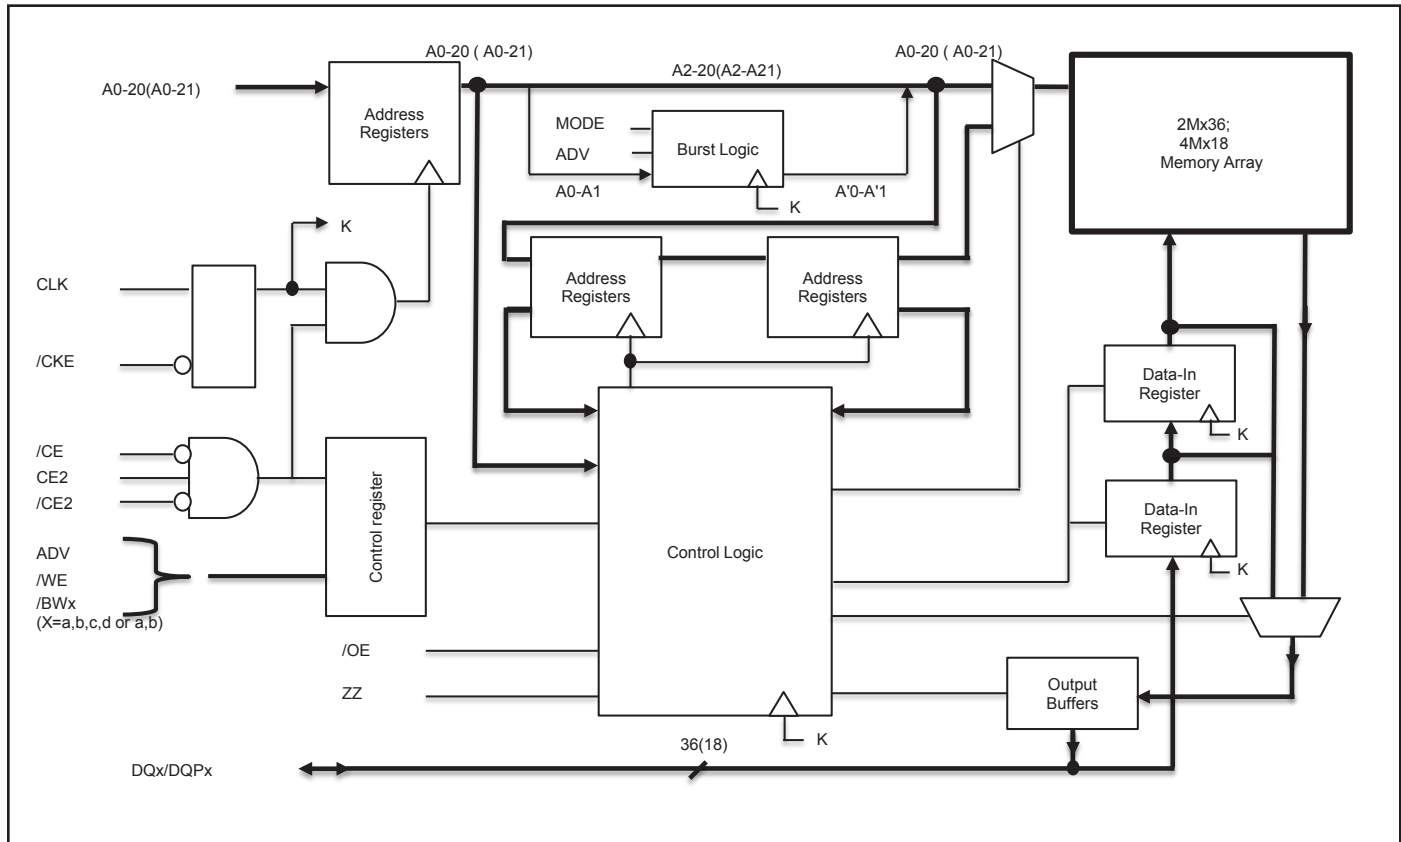 A0-20 ( A0-21)
A0-20 ( A0-21)
A2-20(A2-A21)
A0-20(A0-21)
Address
Registers
MODE
ADV
Burst Logic
A0-A1
A'0-A'1
K
2Mx36;
4Mx18
Memory Array
K
CLK
/CKE
Address
Registers
Address
Registers
Data-In
Register
K
/CE
CE2
/CE2
Control register
Data-In
Register
K
Control Logic
ADV
/WE
/BWx
(X=a,b,c,d or a,b)
/OE
ZZ
Output
Buffers
K
36(18)
DQx/DQPx